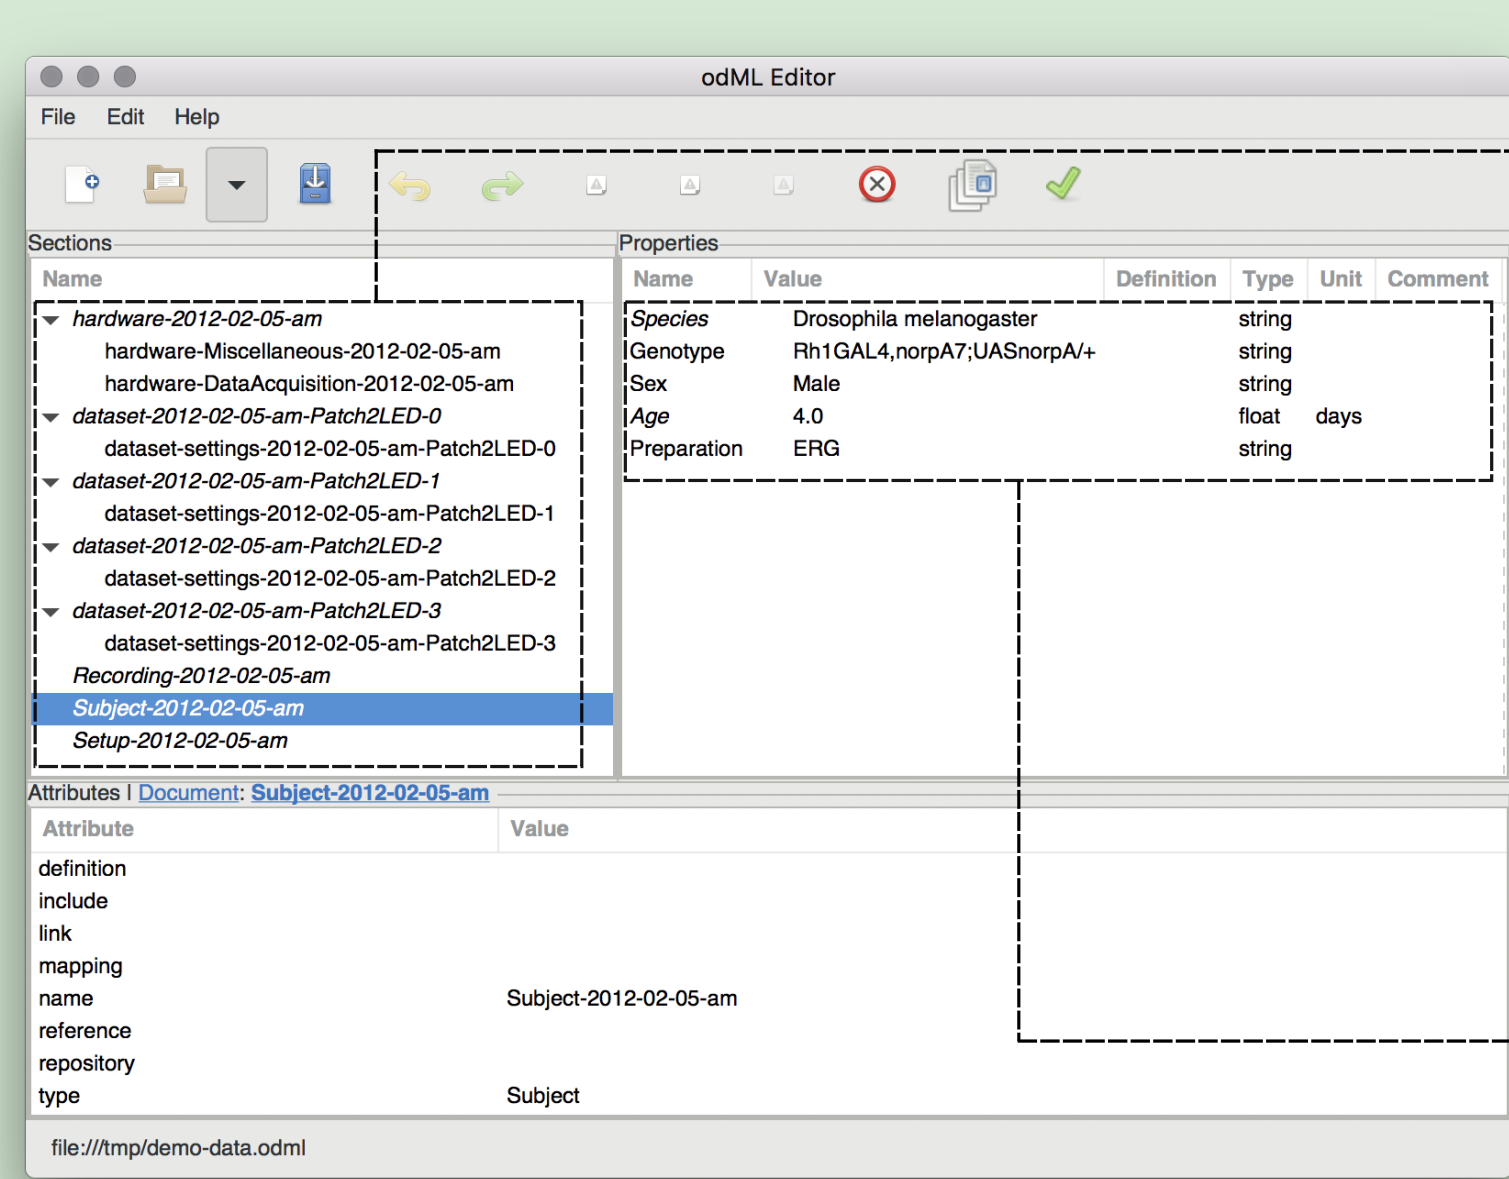 odML Editor
File Edit Help
Sections
Name
hardware-2012-02-05-am
hardware-Miscellaneous-2012-02-05-am
hardware-DataAcquisition-2012-02-05-am
dataset-2012-02-05-am-Patch2LED-0
dataset-settings-2012-02-05-am-Patch2LED-0
dataset-2012-02-05-am-Patch2LED-1
dataset-settings-2012-02-05-am-Patch2LED-1
dataset-2012-02-05-am-Patch2LED-2
dataset-settings-2012-02-05-am-Patch2LED-2
dataset-2012-02-05-am-Patch2LED-3
dataset-settings-2012-02-05-am-Patch2LED-3
Recording-2012-02-05-am
Subject-2012-02-05-am
Setup-2012-02-05-am
Properties
Name Value Definition Type Unit Comment
Species Drosophila melanogaster string
Genotype Rh1GAL4,norpA7;UASnorpA/+ string
Sex Male string
Age 4.0 float days
Preparation ERG string
Attributes | Document: Subject-2012-02-05-am
Attribute Value
definition
include
link
mapping
name Subject-2012-02-05-am
reference
repository
type Subject
file:///tmp/demo-data.odml